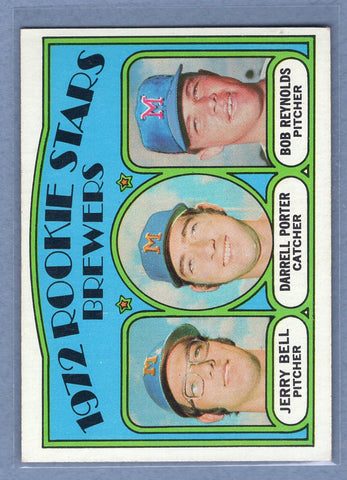 1972 ROOKIE STARS
BREWERS
M
M
M
JERRY BELL
PITCHER
DARRELL PORTER
CATCHER
BOB REYNOLDS
PITCHER